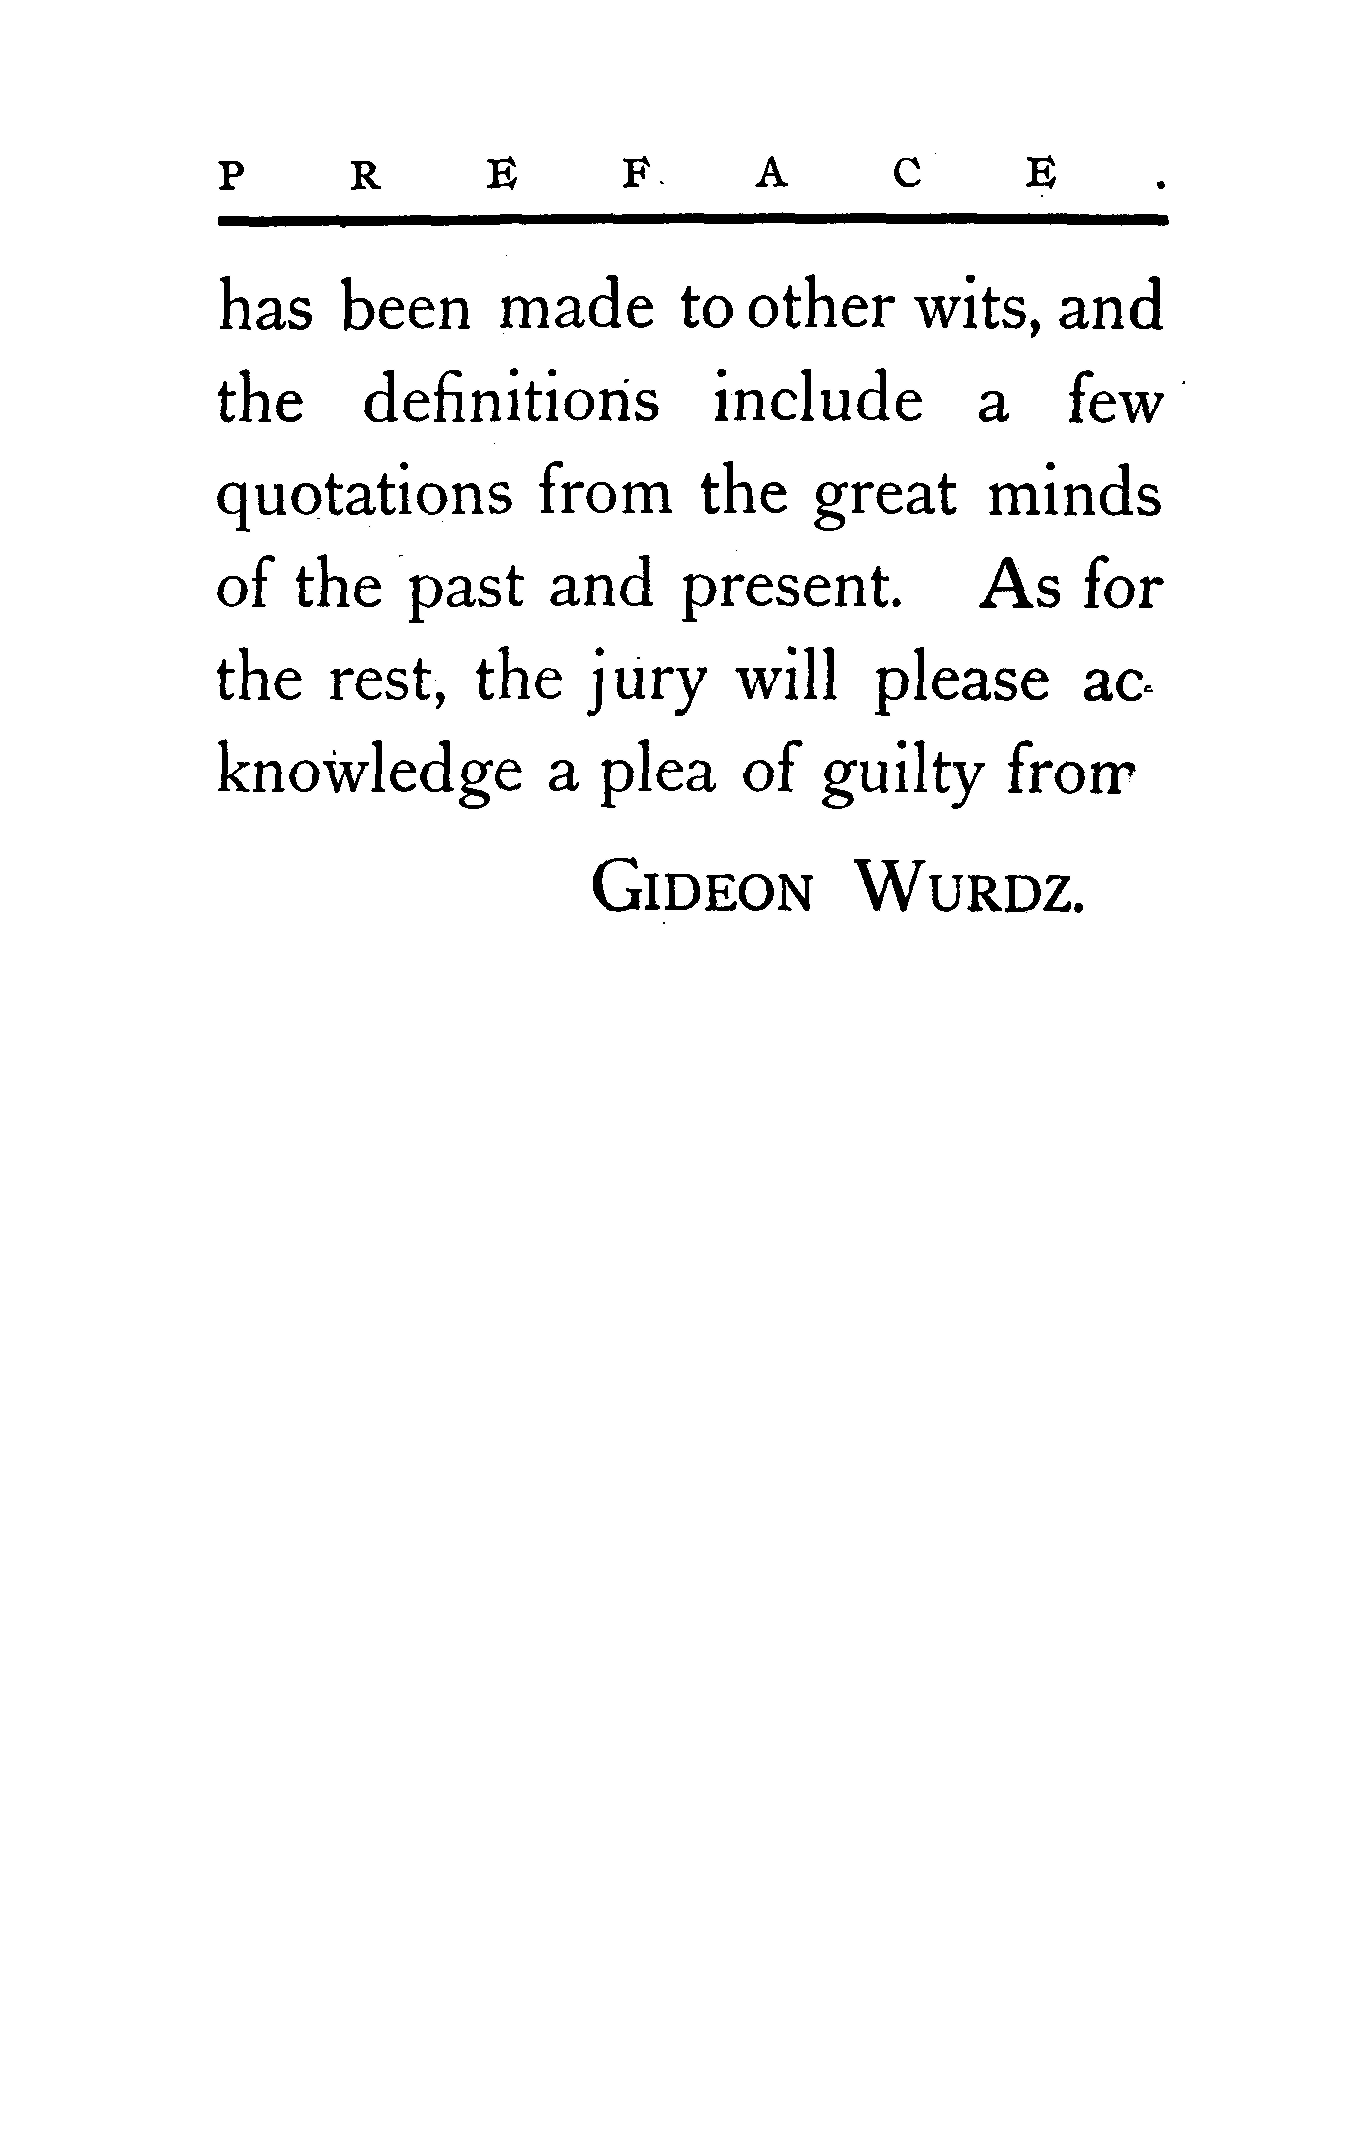 P R E F A C E .
has been made to other wits, and
the definitions include a few
quotations from the great minds
of the past and present. As for
the rest, the jury will please ac-
knowledge a plea of guilty from
GIDEON WURDZ.